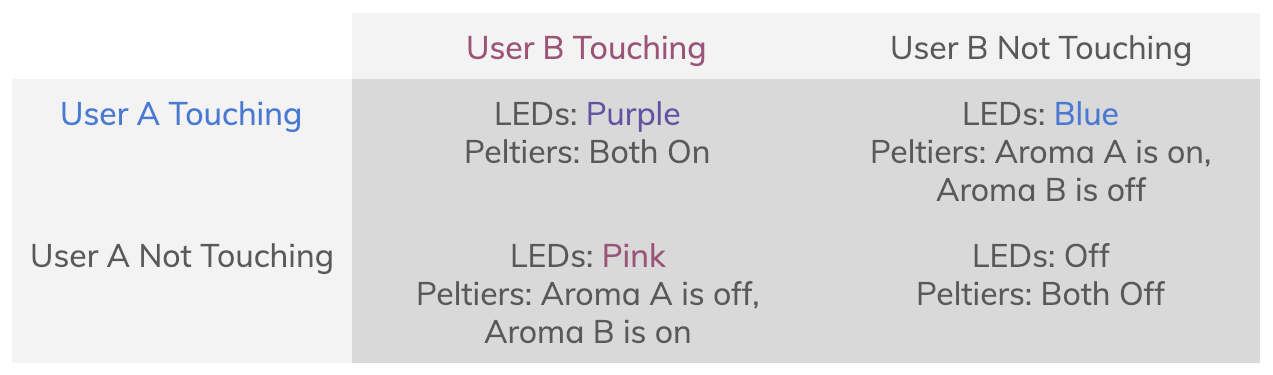 User B Touching
User B Not Touching
User A Touching
LEDs: Purple
Peltiers: Both On
LEDs: Blue
Peltiers: Aroma A is on,
Aroma B is off
User A Not Touching
LEDs: Pink
Peltiers: Aroma A is off,
Aroma B is on
LEDs: Off
Peltiers: Both Off